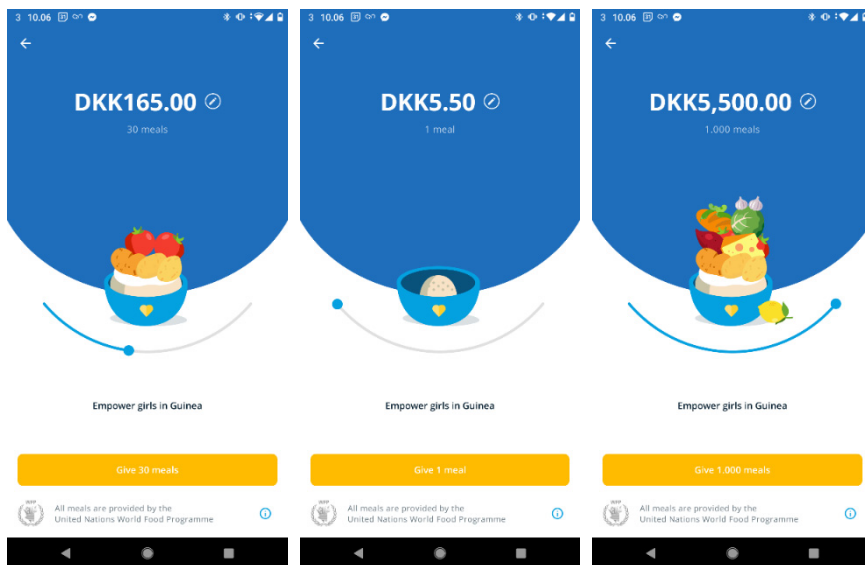 3 10.06
DKK165.00
30 meals
Empower girls in Guinea
Give 30 meals
WFP
All meals are provided by the
United Nations World Food Programme
3 10.06
DKK5.50
1 meal
Empower girls in Guinea
Give 1 meal
WFP
All meals are provided by the
United Nations World Food Programme
3 10.06
DKK5,500.00
1.000 meals
Empower girls in Guinea
Give 1.000 meals
WFP
All meals are provided by the
United Nations World Food Programme